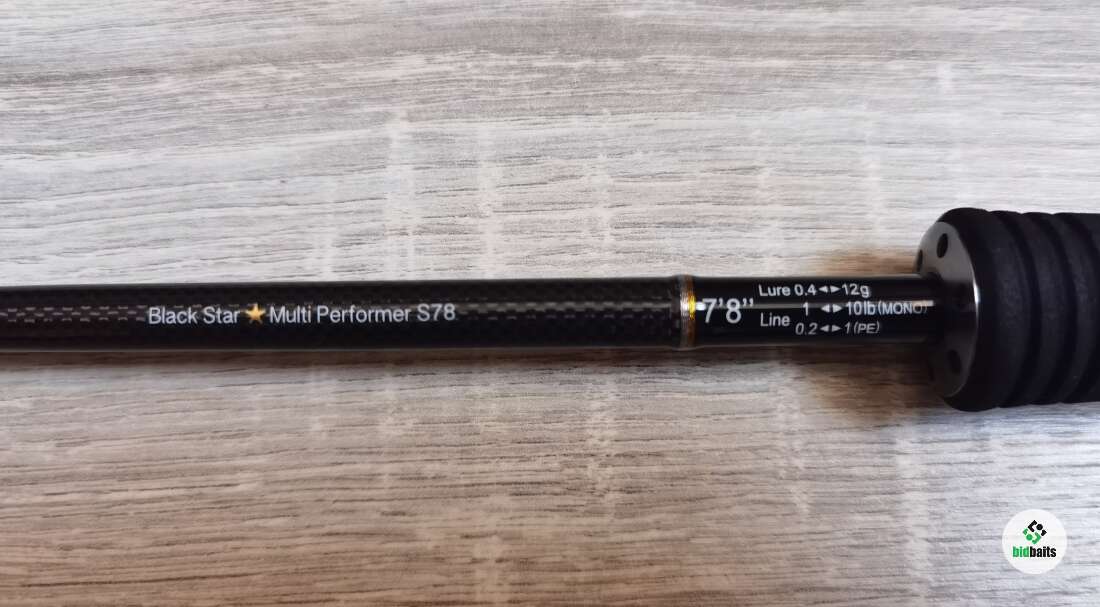 Black Star ⭐ Multi Performer S78
7'8"
Lure 0.4◄►12g
Line 1 ◄►10lb(MONO)
0.2◄►1(PE)
bidbaits